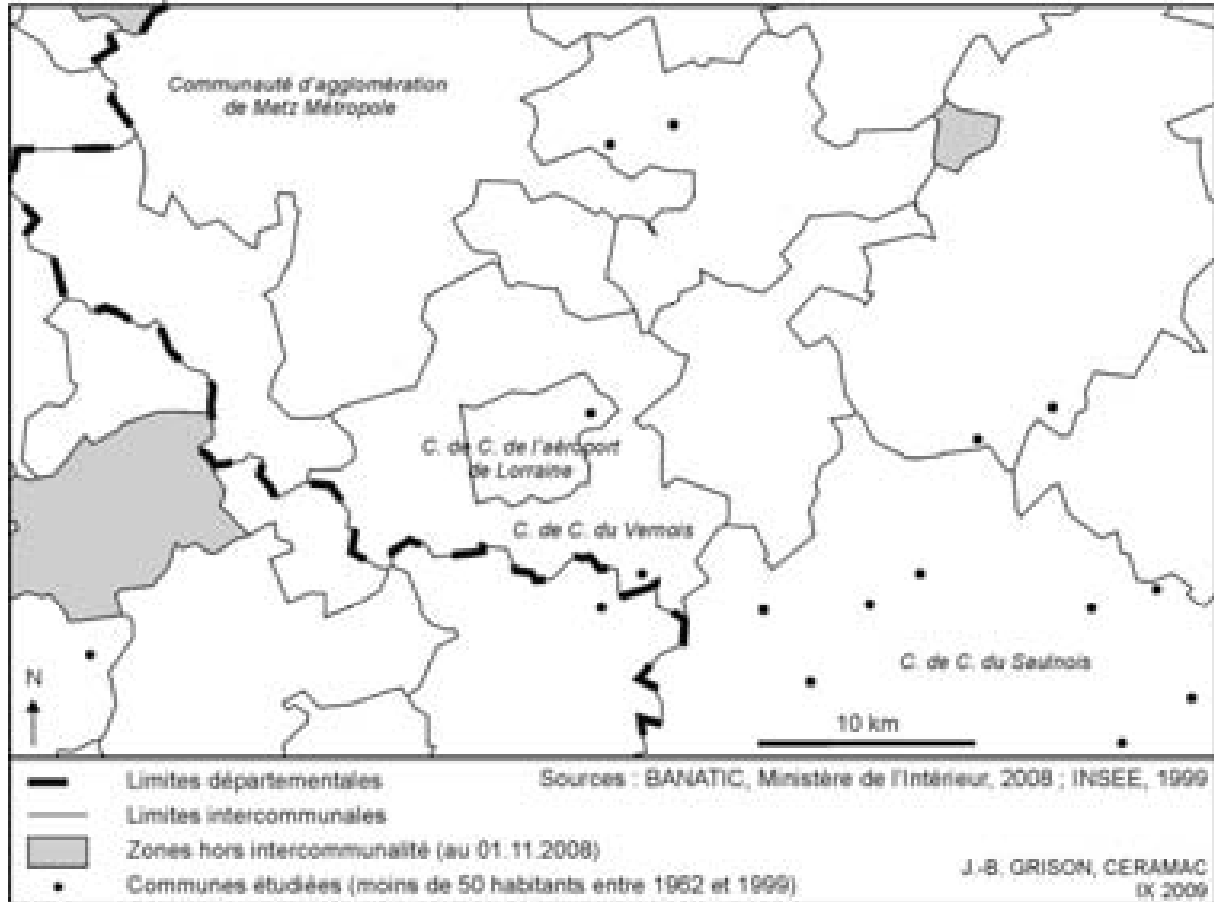 Communauté d'agglomération
de Metz Métropole
C. de C. de l'aéroport
de Lorraine
C. de C. du Vernois
C. de C. du Saulnois
N
10 km
Limites départementales
Sources : BANATIC, Ministère de l'Intérieur, 2008 ; INSEE, 1999
Limites intercommunales
Zones hors intercommunalité (au 01.11.2008)
Communes étudiées (moins de 50 habitants entre 1962 et 1999)
J.-B. GRISON, CERAMAC
IX 2009